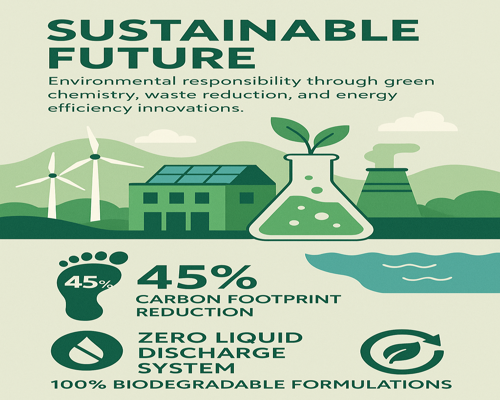 SUSTAINABLE
FUTURE
Environmental responsibility through green
chemistry, waste reduction, and energy
efficiency innovations.
45%
45%
CARBON FOOTPRINT
REDUCTION
ZERO LIQUID
DISCHARGE
SYSTEM
100% BIODEGRADABLE FORMULATIONS